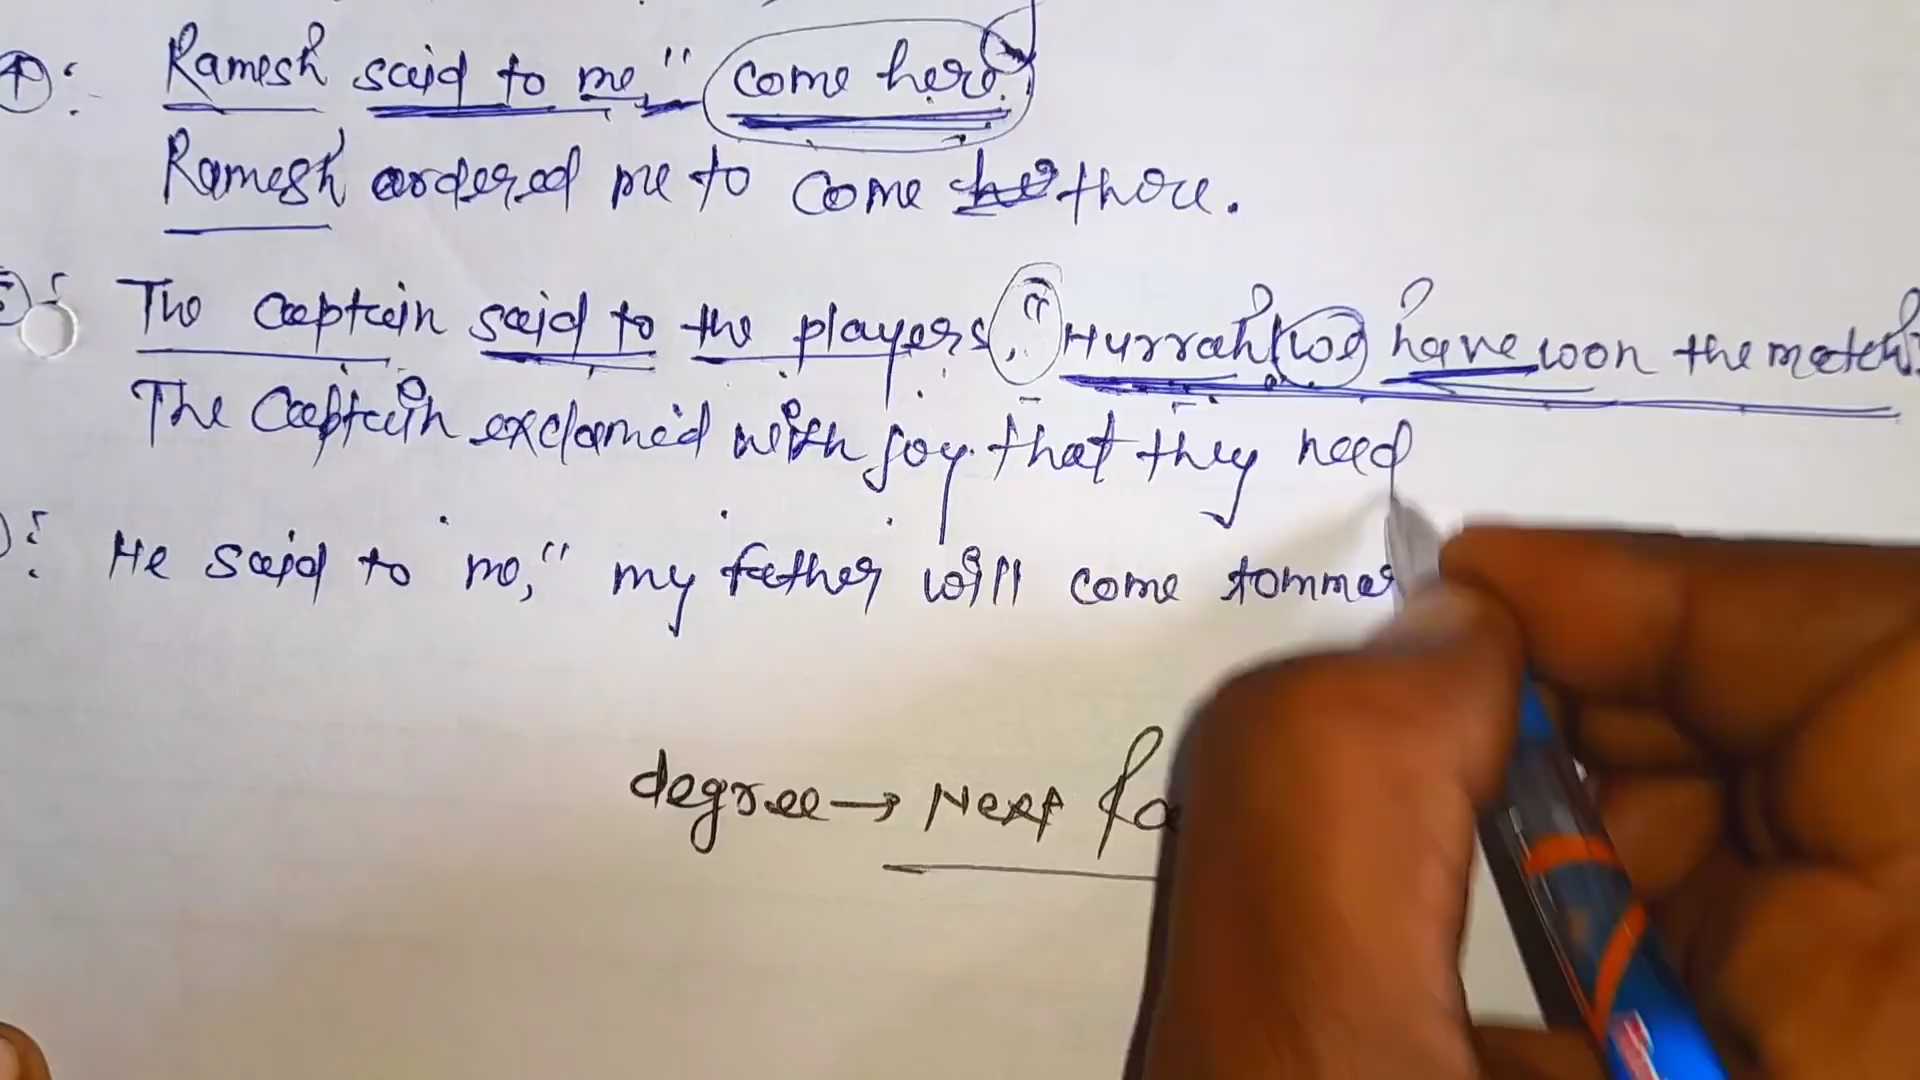 ④: Ramesh said to me," come here.
Ramesh ordered me to come there.
The Captain said to the players, "Hurrah! we have won the match
The Captain exclaimed with joy. that they had
He said to me," my father will come tommor
degree → Next